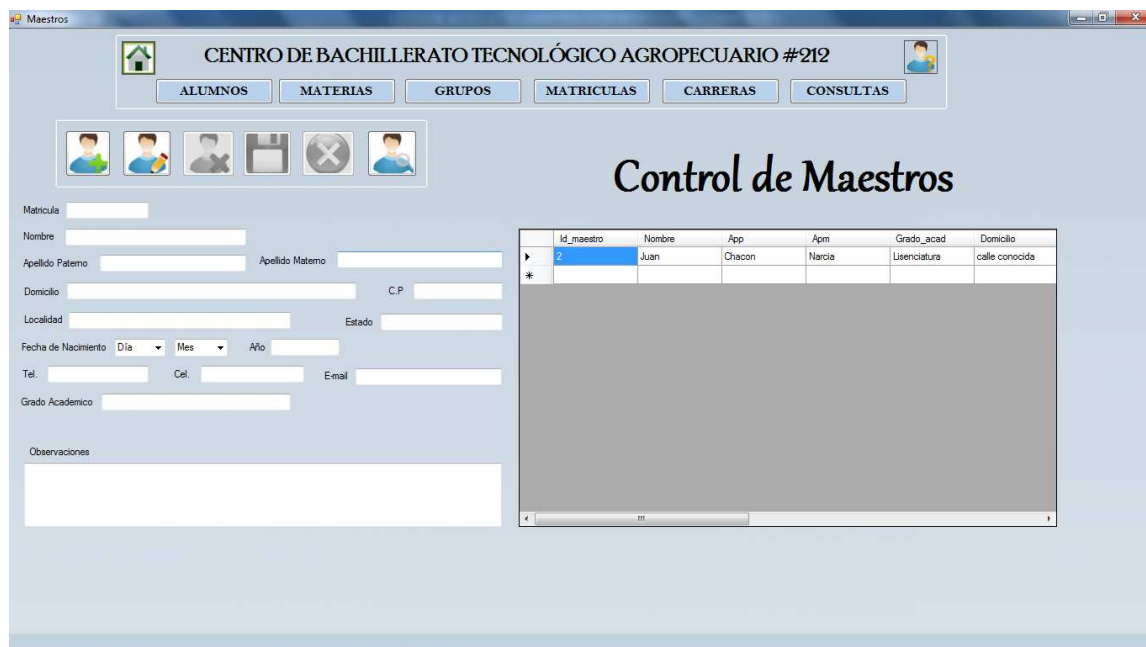 Maestros
CENTRO DE BACHILLERATO TECNOLÓGICO AGROPECUARIO #212
ALUMNOS MATERIAS GRUPOS MATRICULAS CARRERAS CONSULTAS
Control de Maestros
Matricula
Nombre
Apellido Paterno Apellido Materno
Domicilio C.P
Localidad Estado
Fecha de Nacimiento Día Mes Año
Tel. Cel. E-mail
Grado Academico
Observaciones
Id_maestro Nombre App Apm Grado_acad Domicilio
2 Juan Chacon Narcia Lisenciatura calle conocida